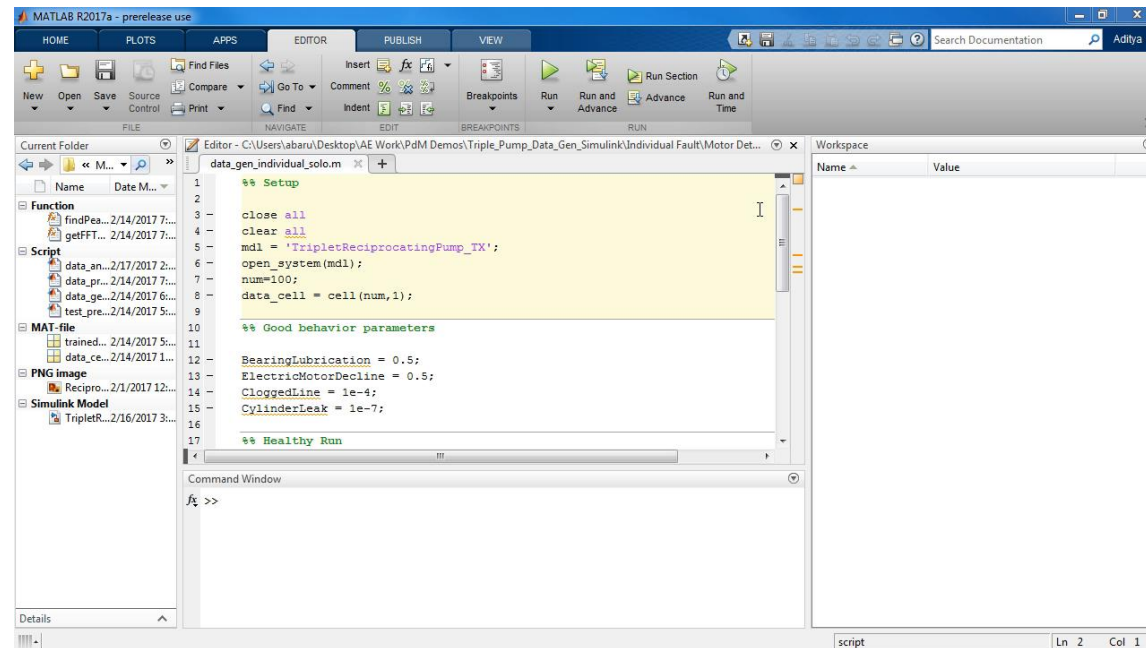 MATLAB R2017a - prerelease use
HOME PLOTS APPS EDITOR PUBLISH VIEW Search Documentation Aditya
New Open Save Source Control Find Files Compare Print Go To Find Insert fx Comment Indent Breakpoints Run Run and Advance Run Section Advance Run and Time
FILE NAVIGATE EDIT BREAKPOINTS RUN
Current Folder
« M...
Name Date M...
Function
findPea... 2/14/2017 7:...
getFFT... 2/14/2017 7:...
Script
data_an... 2/17/2017 2:...
data_pr... 2/14/2017 7:...
data_ge... 2/14/2017 6:...
test_pre... 2/14/2017 5:...
MAT-file
trained... 2/14/2017 5:...
data_ce... 2/14/2017 1...
PNG image
Recipro... 2/1/2017 12:...
Simulink Model
TripletR... 2/16/2017 3:...
Details
Editor - C:\Users\abaru\Desktop\AE Work\PdM Demos\Triple_Pump_Data_Gen_Simulink\Individual Fault\Motor Det...
data_gen_individual_solo.m
1 %% Setup
2
3 - close all
4 - clear all
5 - mdl = 'TripletReciprocatingPump_TX';
6 - open_system(mdl);
7 - num=100;
8 - data_cell = cell(num,1);
9
10 %% Good behavior parameters
11
12 - BearingLubrication = 0.5;
13 - ElectricMotorDecline = 0.5;
14 - CloggedLine = 1e-4;
15 - CylinderLeak = 1e-7;
16
17 %% Healthy Run
Command Window
fx >>
Workspace
Name Value
script Ln 2 Col 1